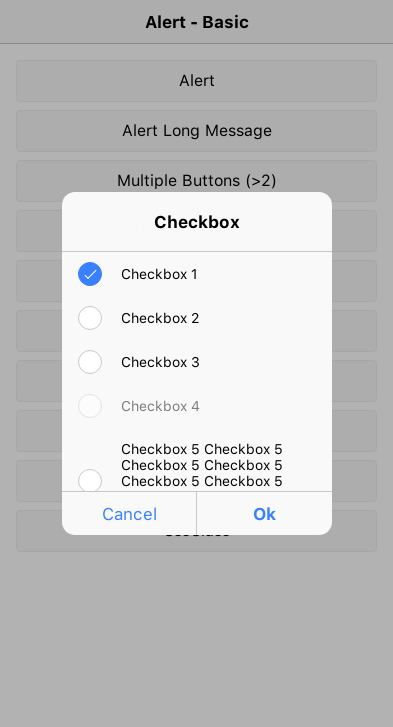 Alert - Basic
Alert
Alert Long Message
Multiple Buttons (>2)
Checkbox
Checkbox 1
Checkbox 2
Checkbox 3
Checkbox 4
Checkbox 5 Checkbox 5
Checkbox 5 Checkbox 5
Checkbox 5 Checkbox 5
Cancel
Ok